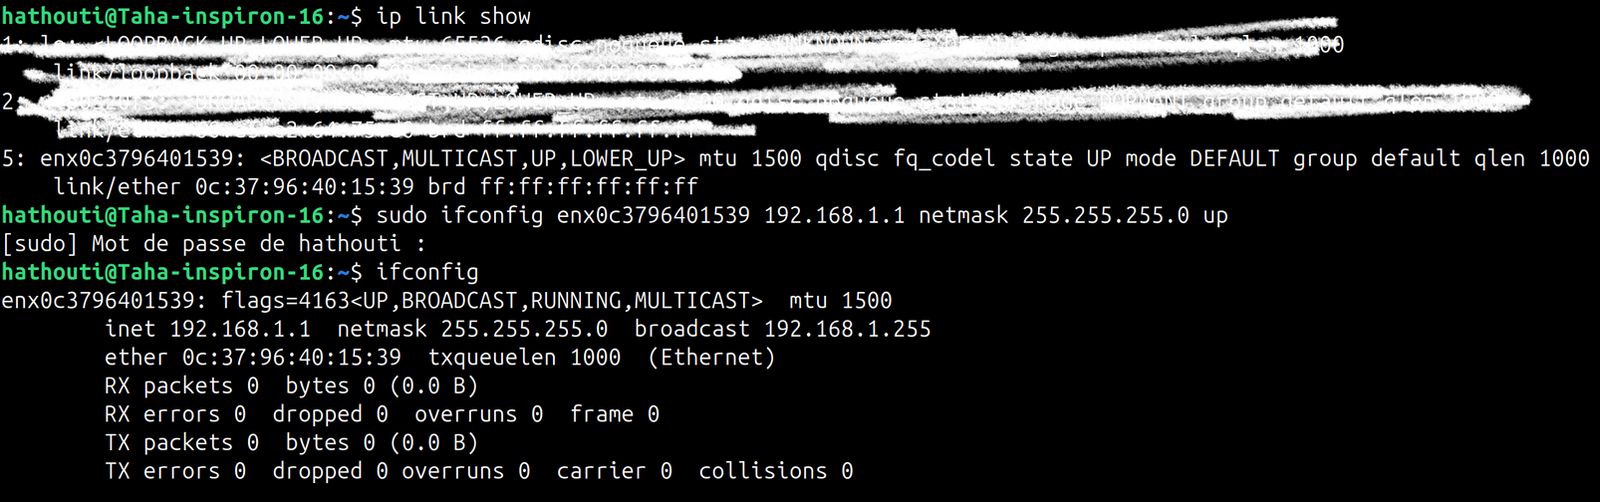 hathouti@Taha-inspiron-16:~$ ip link show
1: lo: <LOOPBACK,UP,LOWER_UP> 1000
link/loopback
2
5: enx0c3796401539: <BROADCAST,MULTICAST,UP,LOWER_UP> mtu 1500 qdisc fq_codel state UP mode DEFAULT group default qlen 1000
link/ether 0c:37:96:40:15:39 brd ff:ff:ff:ff:ff:ff
hathouti@Taha-inspiron-16:~$ sudo ifconfig enx0c3796401539 192.168.1.1 netmask 255.255.255.0 up
[sudo] Mot de passe de hathouti :
hathouti@Taha-inspiron-16:~$ ifconfig
enx0c3796401539: flags=4163<UP,BROADCAST,RUNNING,MULTICAST>  mtu 1500
inet 192.168.1.1  netmask 255.255.255.0  broadcast 192.168.1.255
ether 0c:37:96:40:15:39  txqueuelen 1000  (Ethernet)
RX packets 0  bytes 0 (0.0 B)
RX errors 0  dropped 0  overruns 0  frame 0
TX packets 0  bytes 0 (0.0 B)
TX errors 0  dropped 0 overruns 0  carrier 0  collisions 0